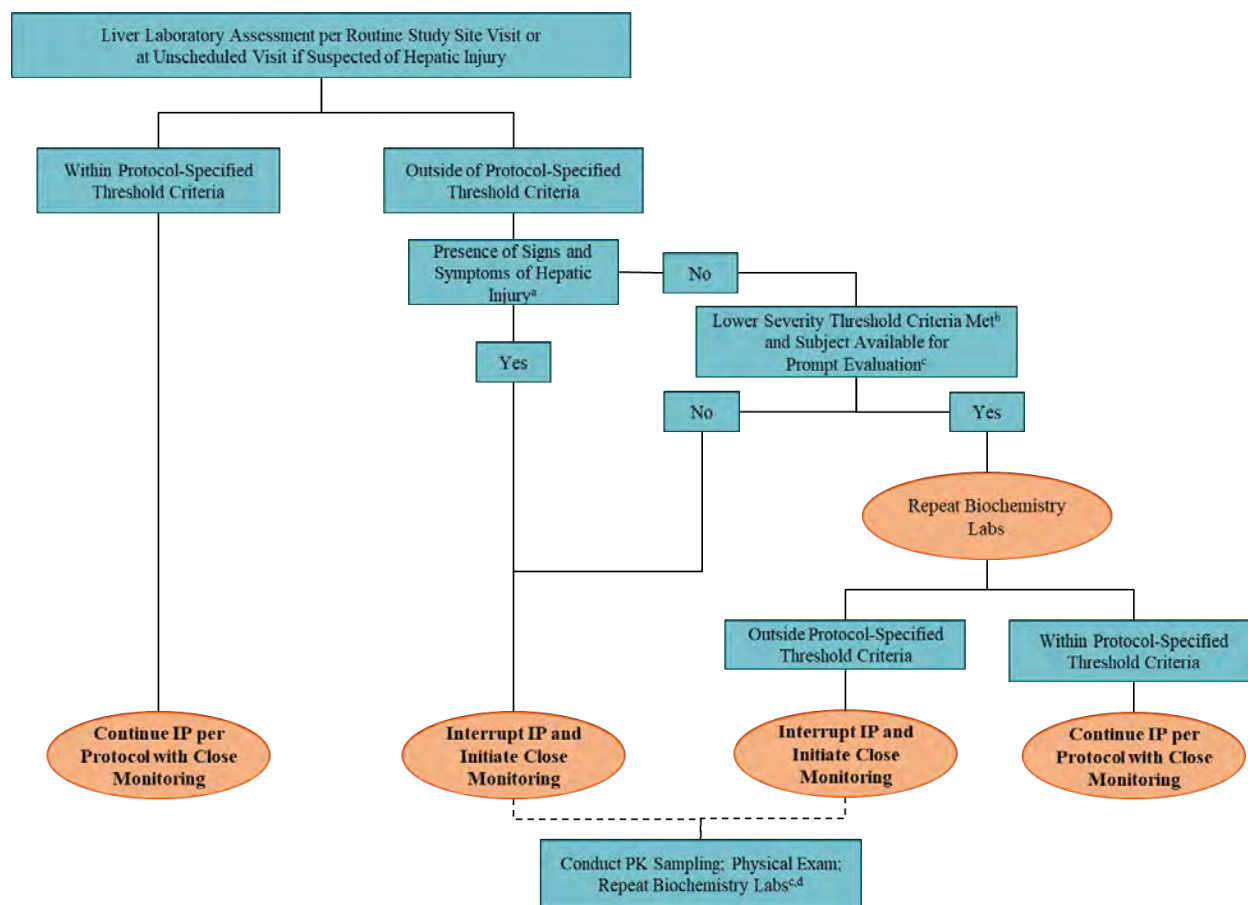 Liver Laboratory Assessment per Routine Study Site Visit or
at Unscheduled Visit if Suspected of Hepatic Injury
Within Protocol-Specified
Threshold Criteria
Outside of Protocol-Specified
Threshold Criteria
Presence of Signs and
Symptoms of Hepatic
Injuryᵃ
No
Lower Severity Threshold Criteria Metᵇ
and Subject Available for
Prompt Evaluationᶜ
Yes
No
Yes
Repeat Biochemistry
Labs
Outside Protocol-Specified
Threshold Criteria
Within Protocol-Specified
Threshold Criteria
Continue IP per
Protocol with Close
Monitoring
Interrupt IP and
Initiate Close
Monitoring
Interrupt IP and
Initiate Close
Monitoring
Continue IP per
Protocol with Close
Monitoring
Conduct PK Sampling; Physical Exam;
Repeat Biochemistry Labsᶜ,ᵈ